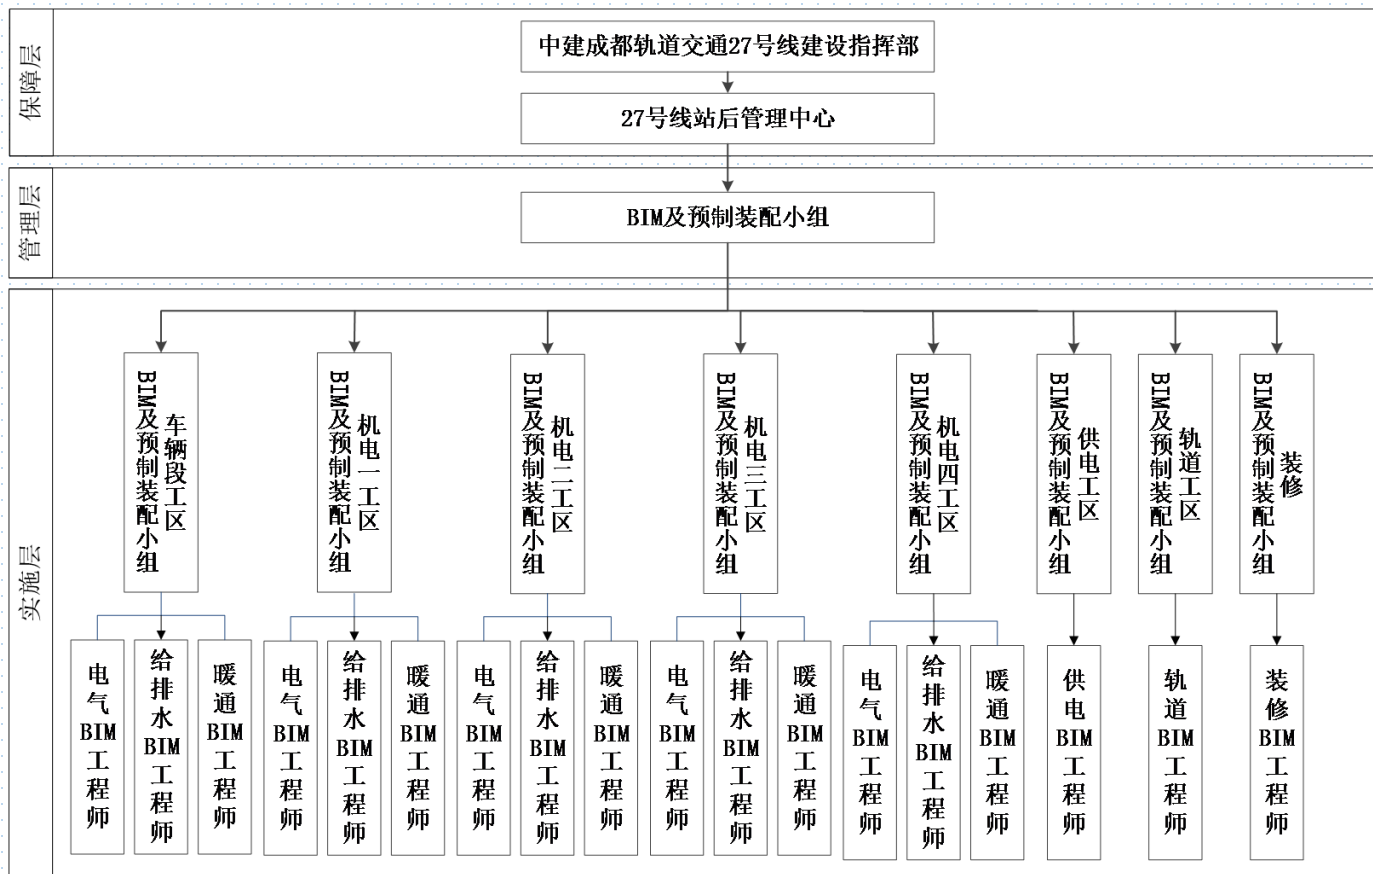 保障层
中建成都轨道交通27号线建设指挥部
27号线站后管理中心
管理层
BIM及预制装配小组
实施层
车辆段工区
BIM及预制装配小组
机电一工区
BIM及预制装配小组
机电二工区
BIM及预制装配小组
机电三工区
BIM及预制装配小组
机电四工区
BIM及预制装配小组
供电工区
BIM及预制装配小组
轨道工区
BIM及预制装配小组
装修
BIM及预制装配小组
电气BIM工程师
给排水BIM工程师
暖通BIM工程师
电气BIM工程师
给排水BIM工程师
暖通BIM工程师
电气BIM工程师
给排水BIM工程师
暖通BIM工程师
电气BIM工程师
给排水BIM工程师
暖通BIM工程师
电气BIM工程师
给排水BIM工程师
暖通BIM工程师
供电BIM工程师
轨道BIM工程师
装修BIM工程师